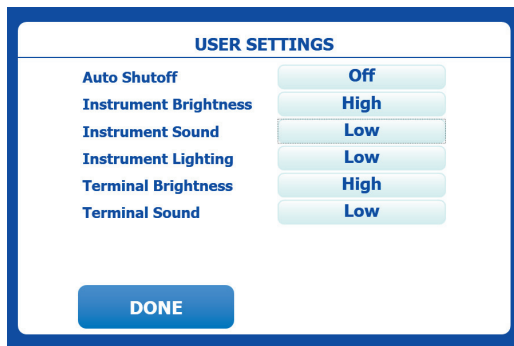 USER SETTINGS
Auto Shutoff Off
Instrument Brightness High
Instrument Sound Low
Instrument Lighting Low
Terminal Brightness High
Terminal Sound Low
DONE